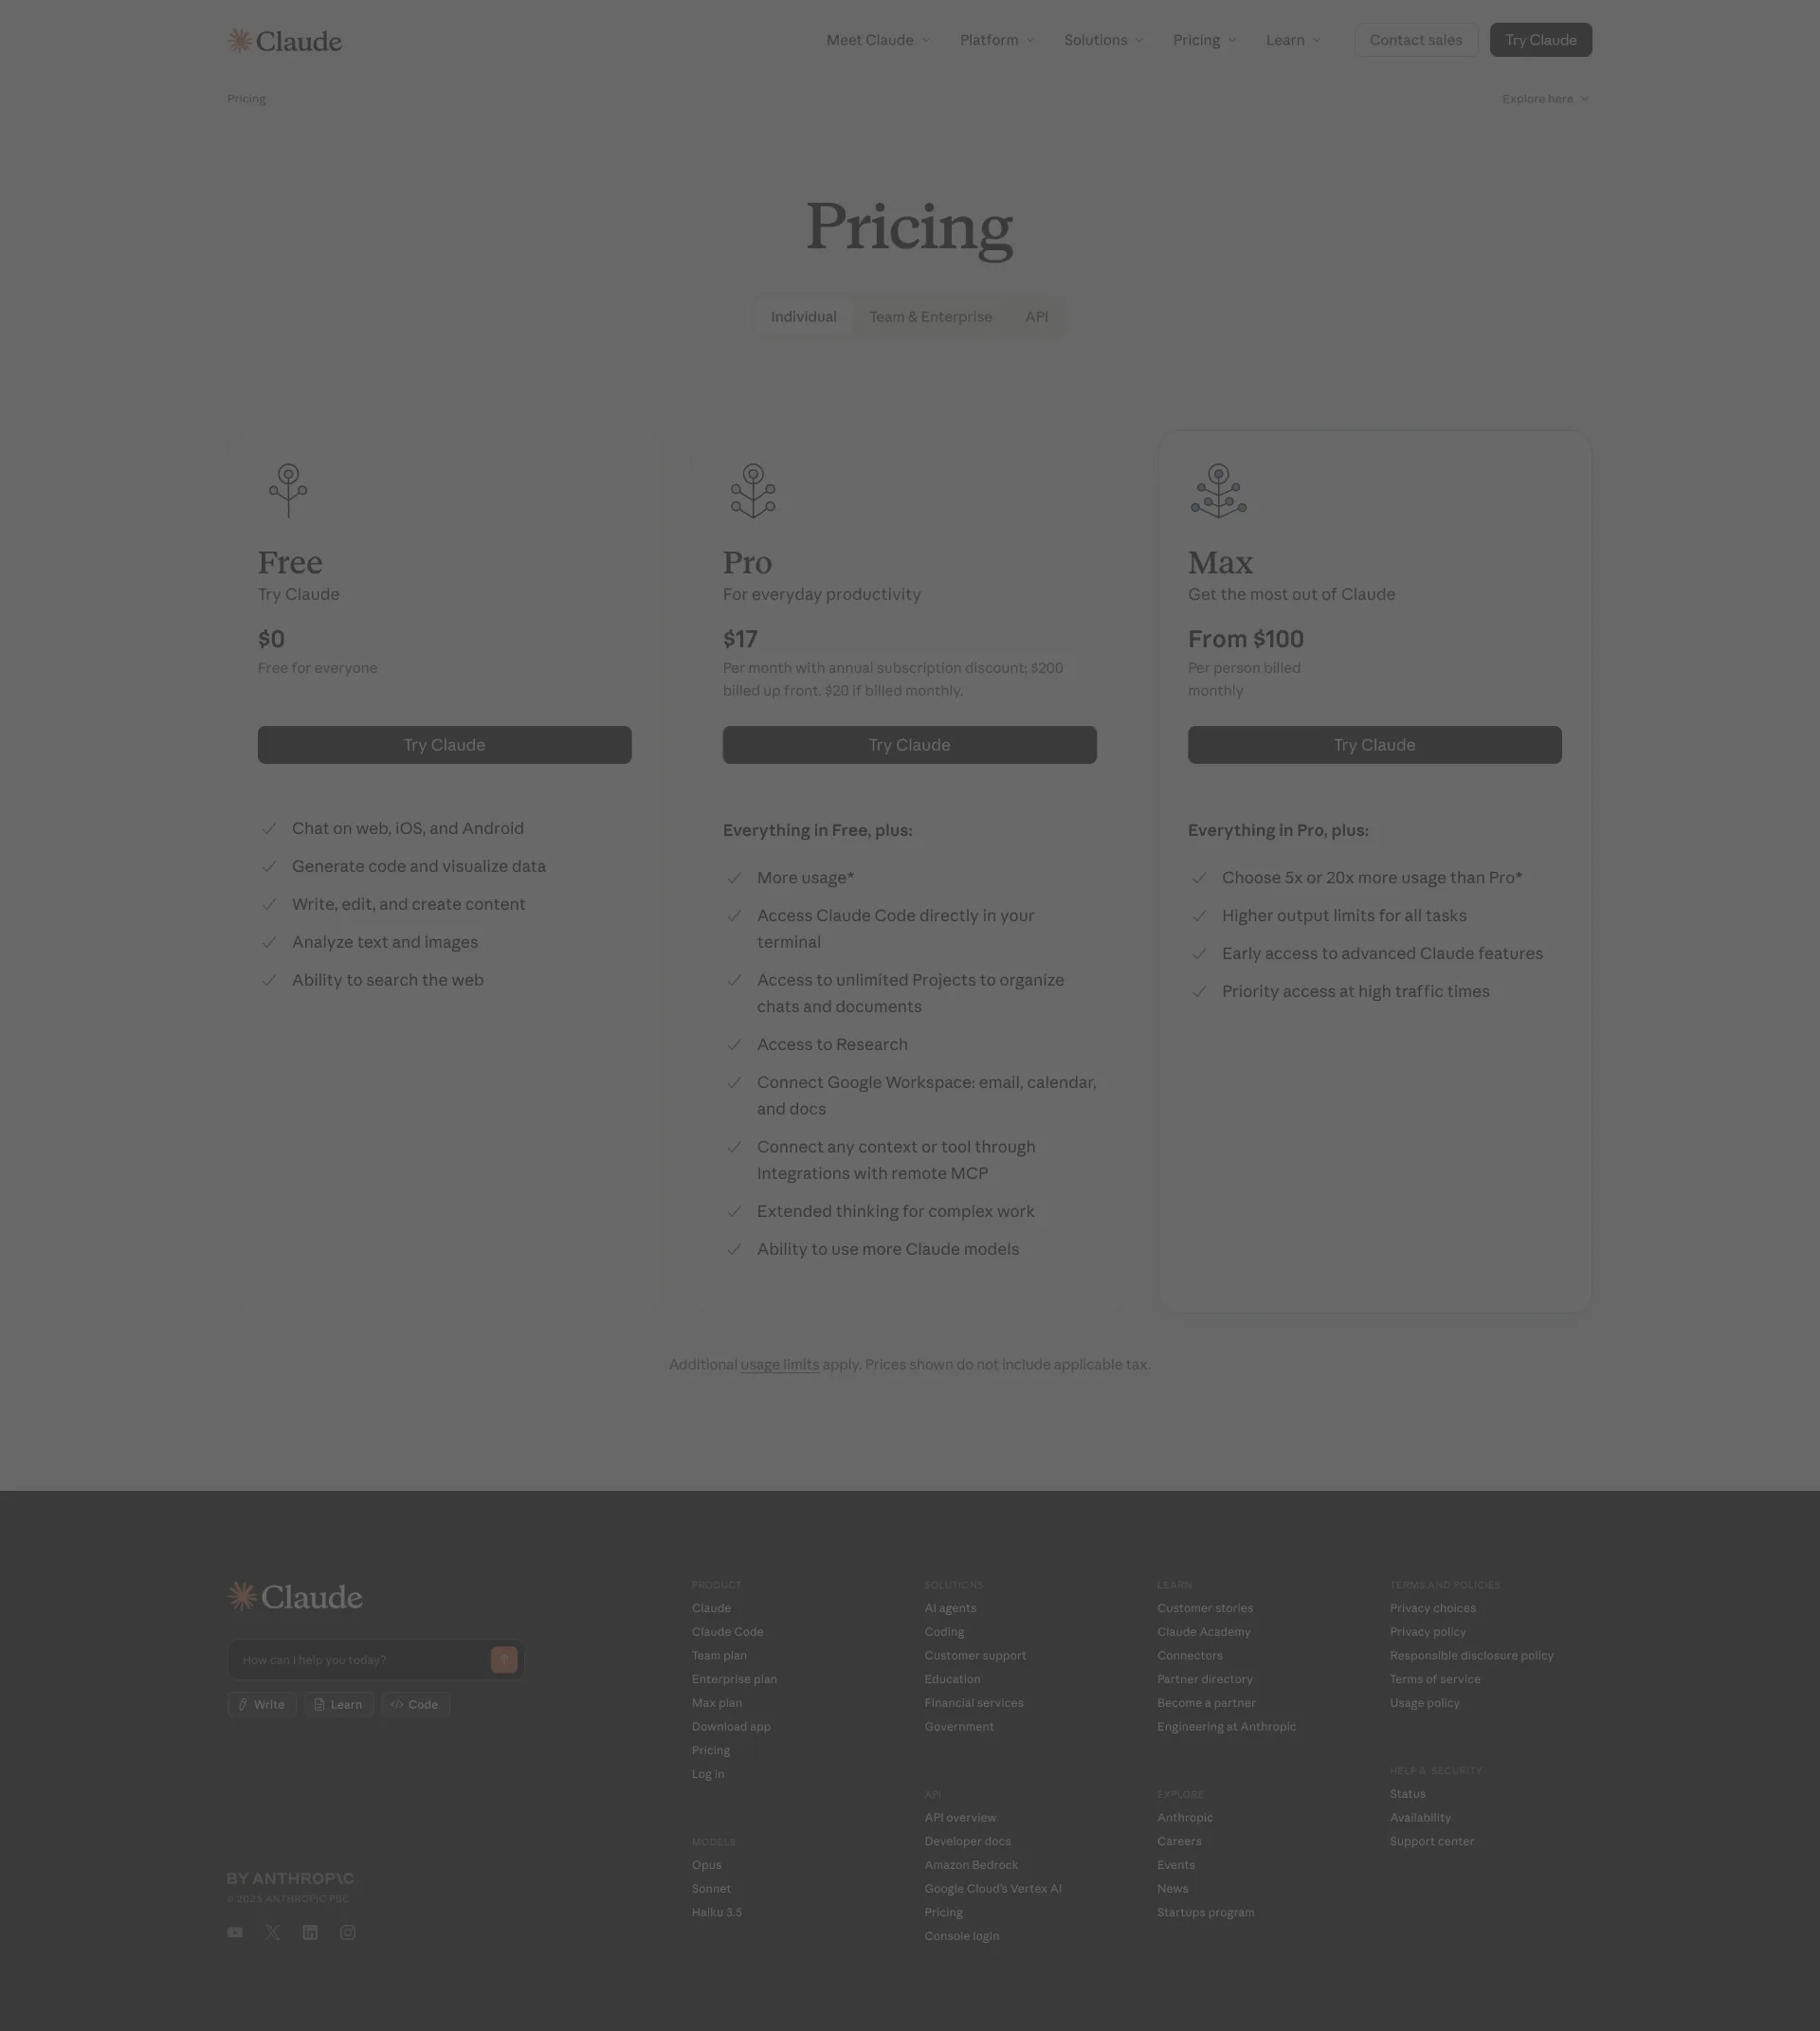 Claude
Meet Claude
Platform
Solutions
Pricing
Learn
Contact sales
Try Claude
Pricing
Explore here
Pricing
Individual
Team & Enterprise
API
Free
Try Claude
$0
Free for everyone
Try Claude
Chat on web, iOS, and Android
Generate code and visualize data
Write, edit, and create content
Analyze text and images
Ability to search the web
Pro
For everyday productivity
$17
Per month with annual subscription discount; $200
billed up front. $20 if billed monthly.
Try Claude
Everything in Free, plus:
More usage*
Access Claude Code directly in your
terminal
Access to unlimited Projects to organize
chats and documents
Access to Research
Connect Google Workspace: email, calendar,
and docs
Connect any context or tool through
Integrations with remote MCP
Extended thinking for complex work
Ability to use more Claude models
Max
Get the most out of Claude
From $100
Per person billed
monthly
Try Claude
Everything in Pro, plus:
Choose 5x or 20x more usage than Pro*
Higher output limits for all tasks
Early access to advanced Claude features
Priority access at high traffic times
Additional usage limits apply. Prices shown do not include applicable tax.
Claude
How can I help you today?
Write
Learn
Code
BY ANTHROP\C
© 2025 ANTHROPIC PBC
PRODUCT
Claude
Claude Code
Team plan
Enterprise plan
Max plan
Download app
Pricing
Log in
MODELS
Opus
Sonnet
Haiku 3.5
SOLUTIONS
AI agents
Coding
Customer support
Education
Financial services
Government
API
API overview
Developer docs
Amazon Bedrock
Google Cloud's Vertex AI
Pricing
Console login
LEARN
Customer stories
Claude Academy
Connectors
Partner directory
Become a partner
Engineering at Anthropic
EXPLORE
Anthropic
Careers
Events
News
Startups program
TERMS AND POLICIES
Privacy choices
Privacy policy
Responsible disclosure policy
Terms of service
Usage policy
HELP & SECURITY
Status
Availability
Support center